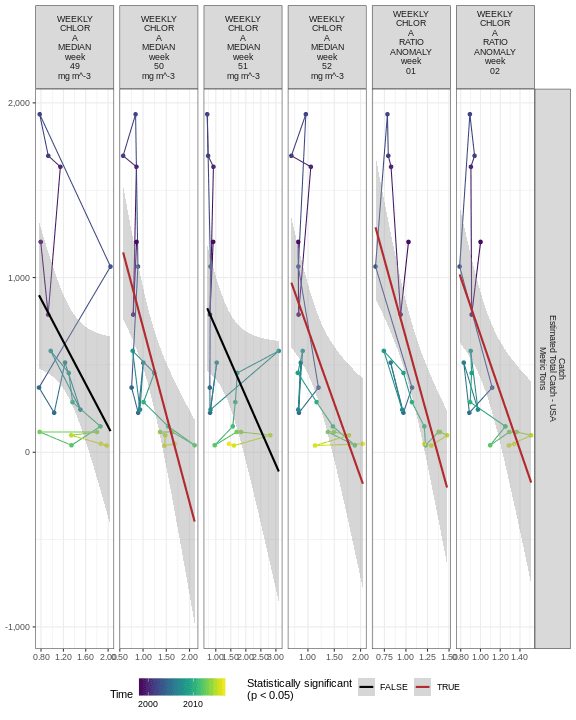 WEEKLY
CHLOR
A
MEDIAN
week
49
mg m^-3
WEEKLY
CHLOR
A
MEDIAN
week
50
mg m^-3
WEEKLY
CHLOR
A
MEDIAN
week
51
mg m^-3
WEEKLY
CHLOR
A
MEDIAN
week
52
mg m^-3
WEEKLY
CHLOR
A
RATIO
ANOMALY
week
01
WEEKLY
CHLOR
A
RATIO
ANOMALY
week
02
2,000
1,000
0
-1,000
Catch
Estimated Total Catch - USA
Metric Tons
0.80 1.20 1.60 2.00
0.50 1.00 1.50 2.00
1.00 1.50 2.00 2.50 3.00
1.00 1.50 2.00
0.75 1.00 1.25 1.50
0.80 1.00 1.20 1.40
Time
2000 2010
Statistically significant
(p < 0.05)
FALSE
TRUE